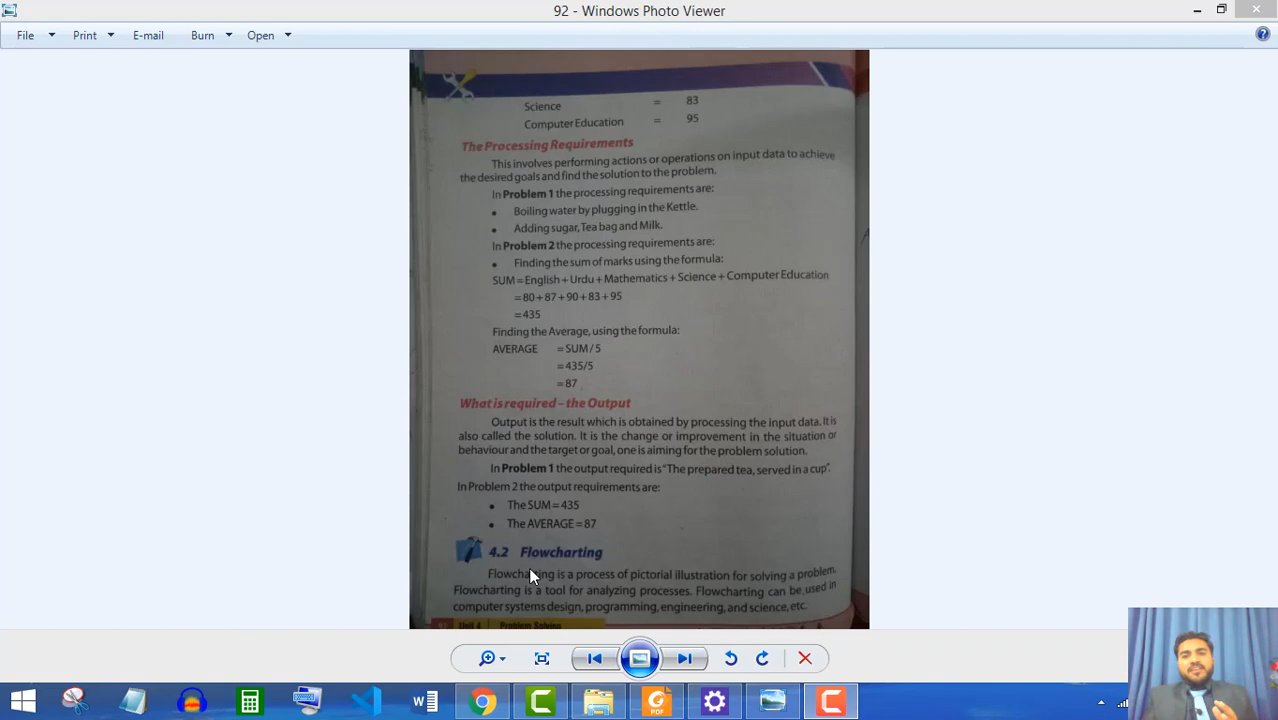 92 - Windows Photo Viewer
File Print E-mail Burn Open
Science = 83
Computer Education = 95
The Processing Requirements
This involves performing actions or operations on input data to achieve
the desired goals and find the solution to the problem.
In Problem 1 the processing requirements are:
• Boiling water by plugging in the Kettle.
• Adding sugar, Tea bag and Milk.
In Problem 2 the processing requirements are:
• Finding the sum of marks using the formula:
SUM = English + Urdu + Mathematics + Science + Computer Education
= 80 + 87 + 90 + 83 + 95
= 435
Finding the Average, using the formula:
AVERAGE = SUM / 5
= 435/5
= 87
What is required – the Output
Output is the result which is obtained by processing the input data. It is
also called the solution. It is the change or improvement in the situation or
behaviour and the target or goal, one is aiming for the problem solution.
In Problem 1 the output required is "The prepared tea, served in a cup".
In Problem 2 the output requirements are:
• The SUM = 435
• The AVERAGE = 87
4.2 Flowcharting
Flowcharting is a process of pictorial illustration for solving a problem.
Flowcharting is a tool for analyzing processes. Flowcharting can be used in
computer systems design, programming, engineering, and science, etc.
92 Unit 4 Problem Solving
PDF